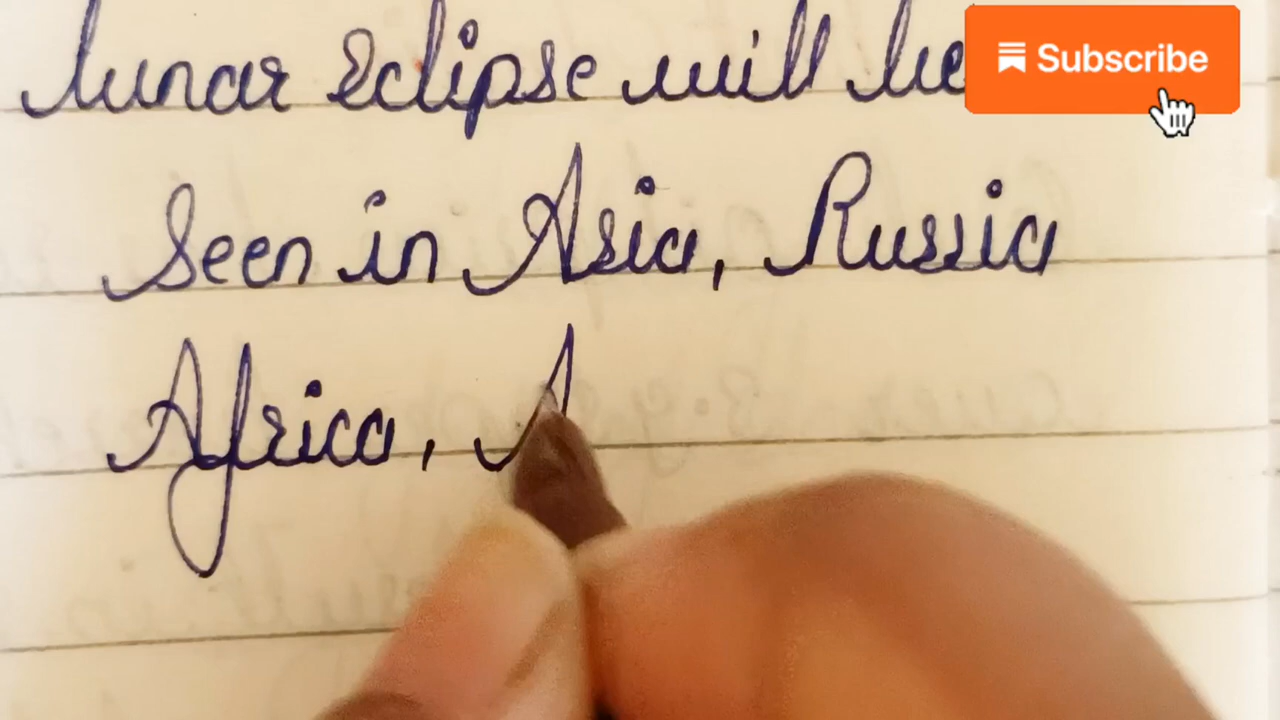 lunar Eclipse will be
Subscribe
seen in Asia, Russia
Africa, A